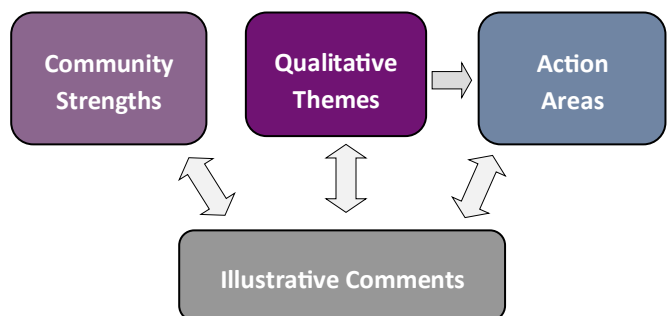 Community
Strengths
Qualitative
Themes
Action
Areas
Illustrative Comments